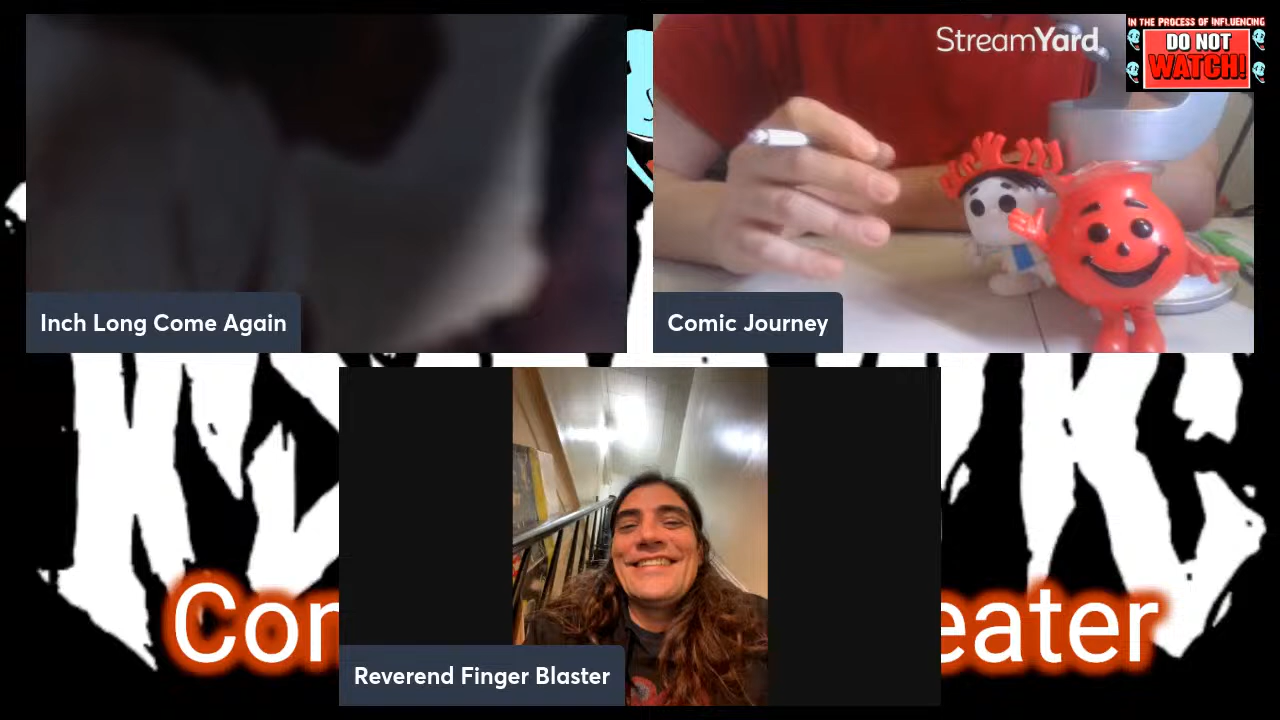 StreamYard
IN THE PROCESS OF INFLUENCING
DO NOT
WATCH!
Inch Long Come Again
Comic Journey
Con
eater
Reverend Finger Blaster